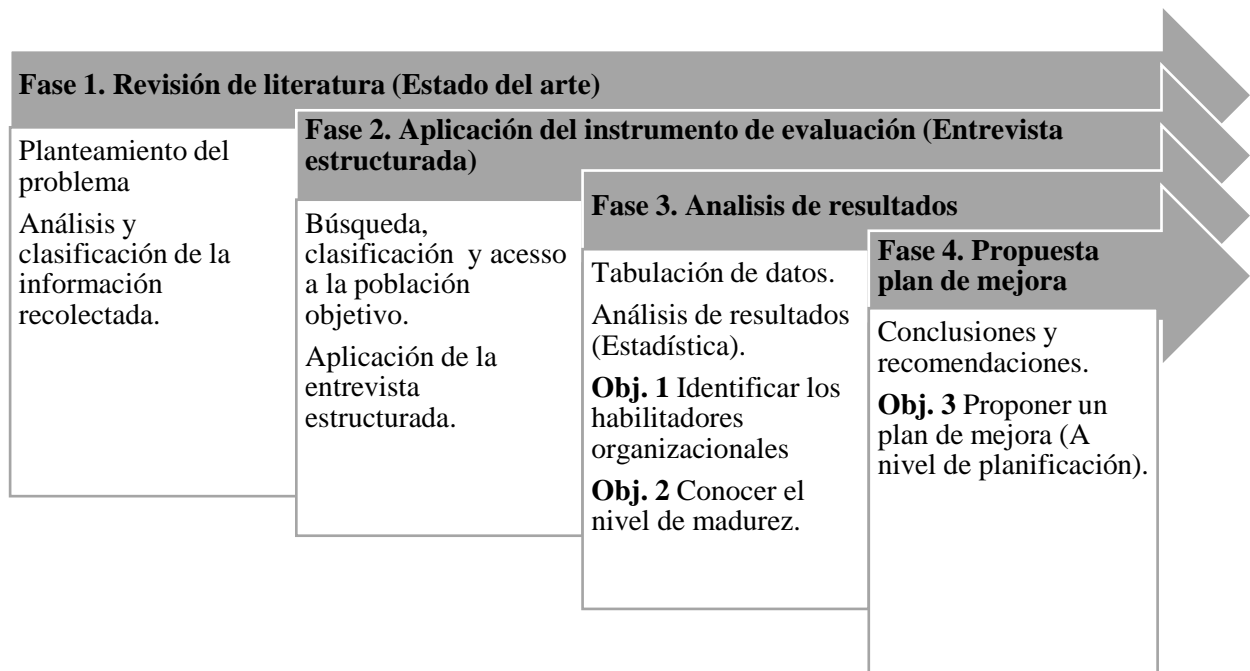 Fase 1. Revisión de literatura (Estado del arte)
Planteamiento del
problema
Análisis y
clasificación de la
información
recolectada.
Fase 2. Aplicación del instrumento de evaluación (Entrevista
estructurada)
Búsqueda,
clasificación y acesso
a la población
objetivo.
Aplicación de la
entrevista
estructurada.
Fase 3. Analisis de resultados
Tabulación de datos.
Análisis de resultados
(Estadística).
Obj. 1 Identificar los
habilitadores
organizacionales
Obj. 2 Conocer el
nivel de madurez.
Fase 4. Propuesta
plan de mejora
Conclusiones y
recomendaciones.
Obj. 3 Proponer un
plan de mejora (A
nivel de planificación).